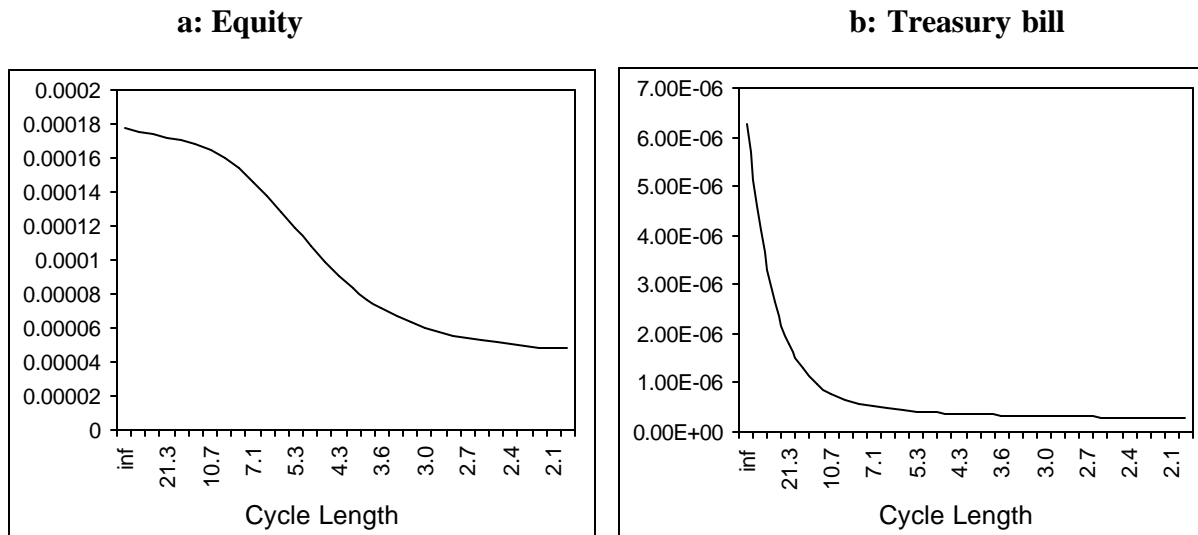 a: Equity
0.0002
0.00018
0.00016
0.00014
0.00012
0.0001
0.00008
0.00006
0.00004
0.00002
0
inf
21.3
10.7
7.1
5.3
4.3
3.6
3.0
2.7
2.4
2.1
Cycle Length
b: Treasury bill
7.00E-06
6.00E-06
5.00E-06
4.00E-06
3.00E-06
2.00E-06
1.00E-06
0.00E+00
inf
21.3
10.7
7.1
5.3
4.3
3.6
3.0
2.7
2.4
2.1
Cycle Length